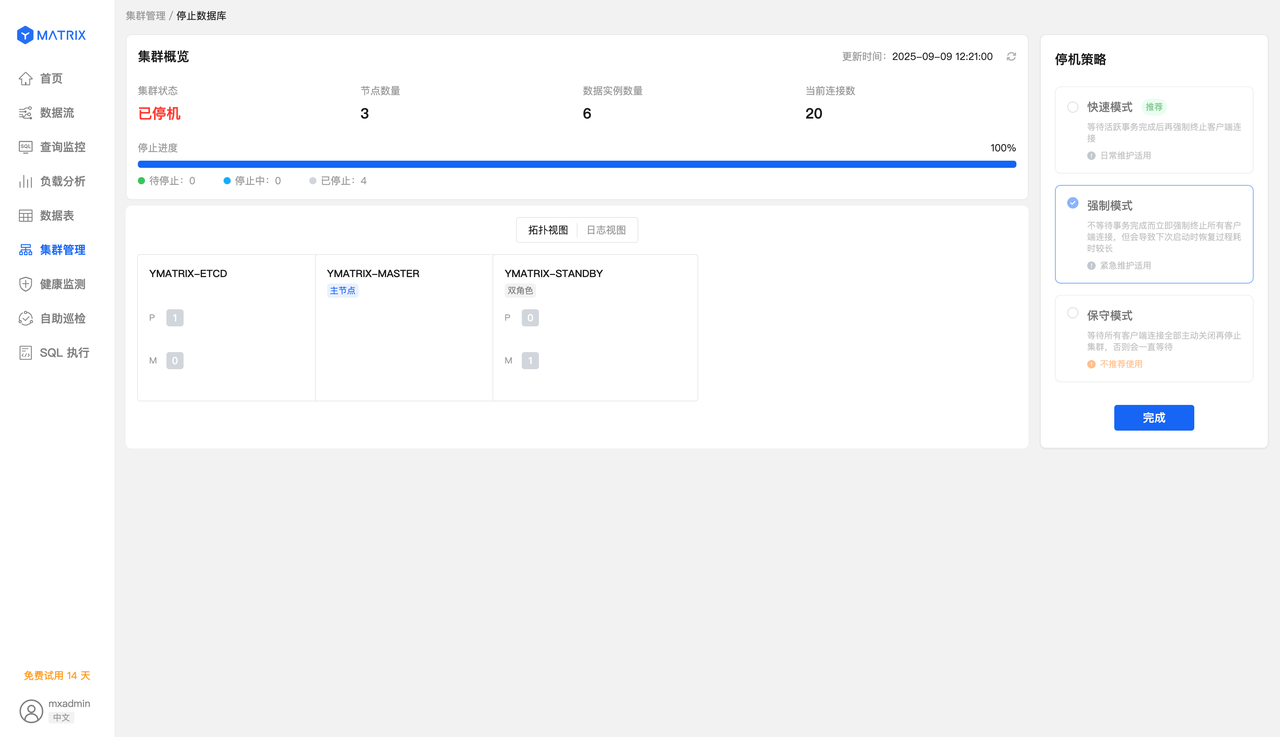 YMATRIX
首页
数据流
查询监控
负载分析
数据表
集群管理
健康监测
自助巡检
SQL 执行
免费试用 14 天
mxadmin
中文
集群管理 / 停止数据库
集群概览
更新时间: 2025-09-09 12:21:00
集群状态
已停机
节点数量
3
数据实例数量
6
当前连接数
20
停止进度
100%
待停止: 0
停止中: 0
已停止: 4
拓扑视图
日志视图
YMATRIX-ETCD
P 1
M 0
YMATRIX-MASTER
主节点
YMATRIX-STANDBY
双角色
P 0
M 1
停机策略
快速模式 推荐
等待活跃事务完成后再强制终止客户端连
接
日常维护适用
强制模式
不等待事务完成而立即强制终止所有客户
端连接，但会导致下次启动时恢复过程耗
时较长
紧急维护适用
保守模式
等待所有客户端连接全部主动关闭再停止
集群，否则会一直等待
不推荐使用
完成